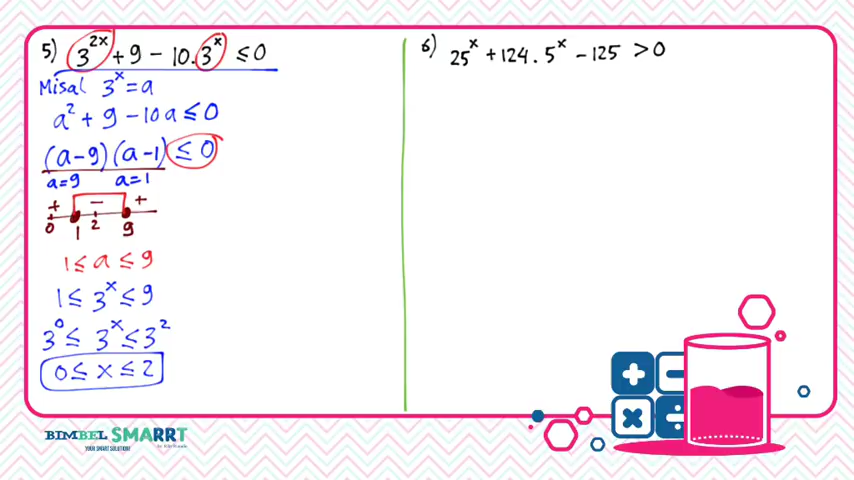 5) 3^{2x} + 9 - 10.3^x ≤ 0
Misal 3^x = a
a² + 9 - 10a ≤ 0
(a-9)(a-1) ≤ 0
a=9 a=1
+ - +
0 1 2 9
1 ≤ a ≤ 9
1 ≤ 3^x ≤ 9
3^0 ≤ 3^x ≤ 3^2
0 ≤ x ≤ 2
6) 25^x + 124.5^x - 125 > 0
+ -
× ÷
BIMBEL SMARRT
YOUR SMART SOLUTION